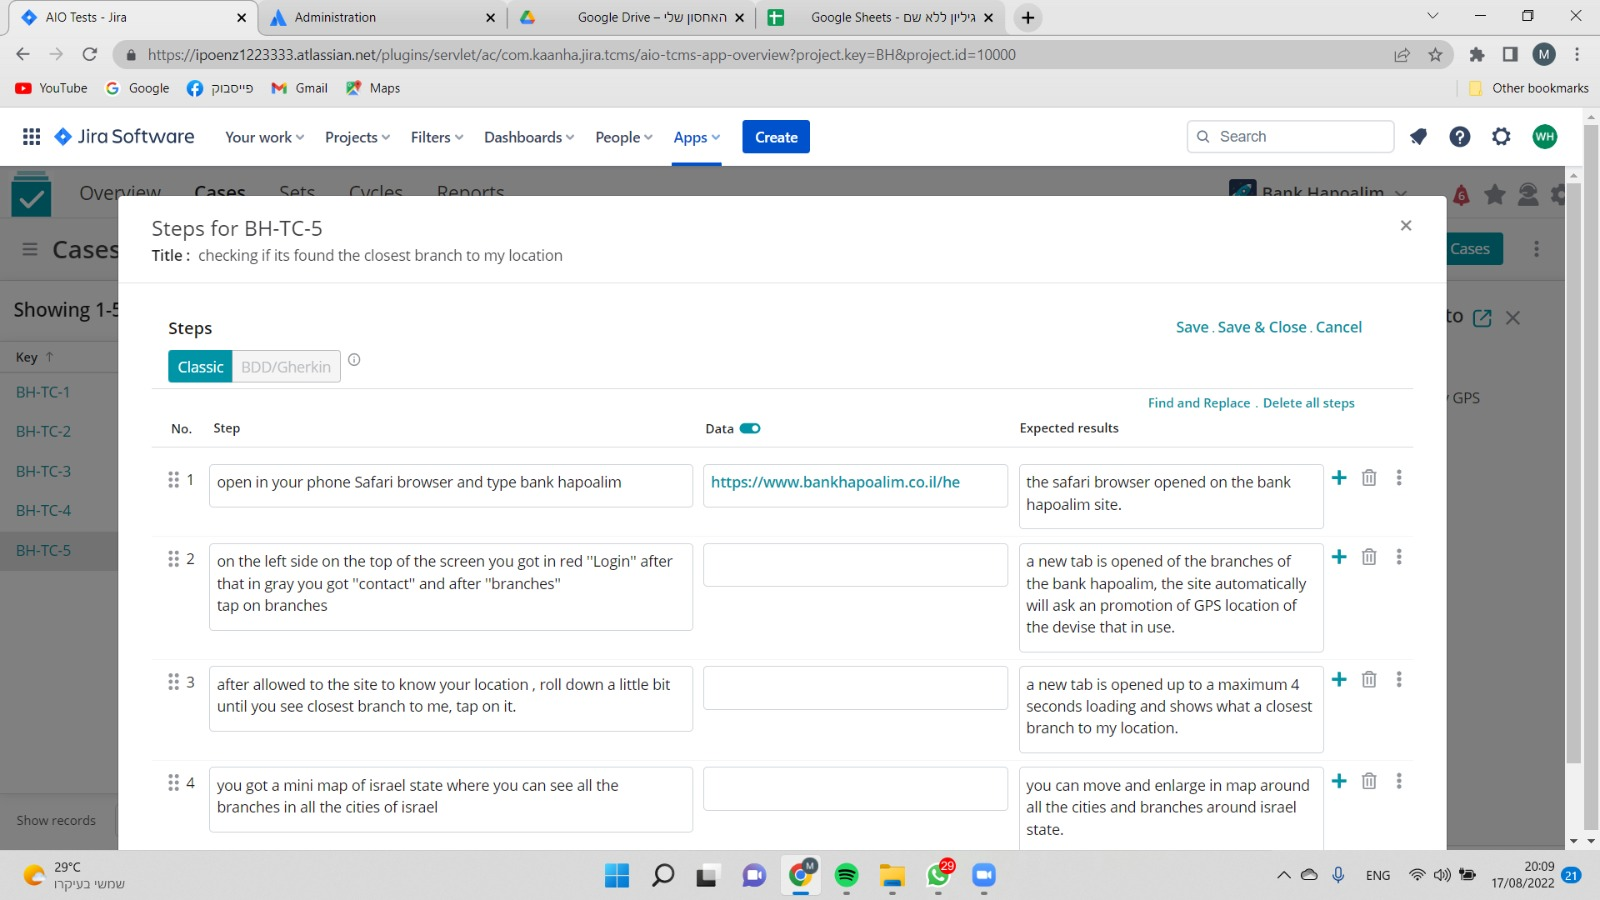 AIO Tests - Jira
Administration
האחסון שלי – Google Drive
גיליון ללא שם - Google Sheets
https://ipoenz1223333.atlassian.net/plugins/servlet/ac/com.kaanha.jira.tcms/aio-tcms-app-overview?project.key=BH&project.id=10000
M
YouTube
Google
פייסבוק
Gmail
Maps
Other bookmarks
Jira Software
Your work
Projects
Filters
Dashboards
People
Apps
Create
Search
WH
Overview
Cases
Sets
Cycles
Reports
Bank Hapoalim
6
Cases
Cases
Steps for BH-TC-5
Title : checking if its found the closest branch to my location
Showing 1-5
to
Steps
Save . Save & Close . Cancel
Key ↑
Classic
BDD/Gherkin
GPS
Find and Replace . Delete all steps
No.
Step
Data
Expected results
BH-TC-1
BH-TC-2
BH-TC-3
BH-TC-4
BH-TC-5
1
open in your phone Safari browser and type bank hapoalim
https://www.bankhapoalim.co.il/he
the safari browser opened on the bank
hapoalim site.
2
on the left side on the top of the screen you got in red "Login" after
that in gray you got "contact" and after "branches"
tap on branches
a new tab is opened of the branches of
the bank hapoalim, the site automatically
will ask an promotion of GPS location of
the devise that in use.
3
after allowed to the site to know your location , roll down a little bit
until you see closest branch to me, tap on it.
a new tab is opened up to a maximum 4
seconds loading and shows what a closest
branch to my location.
4
you got a mini map of israel state where you can see all the
branches in all the cities of israel
you can move and enlarge in map around
all the cities and branches around israel
state.
Show records
29°C
שמשי בעיקרו
M
29
ENG
20:09
17/08/2022
21